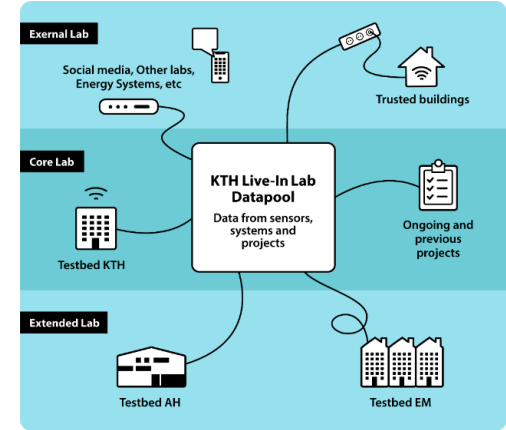 Exernal Lab
Social media, Other labs,
Energy Systems, etc
Trusted buildings
Core Lab
KTH Live-In Lab
Datapool
Data from sensors,
systems and
projects
Testbed KTH
Ongoing and
previous
projects
Extended Lab
Testbed AH
Testbed EM